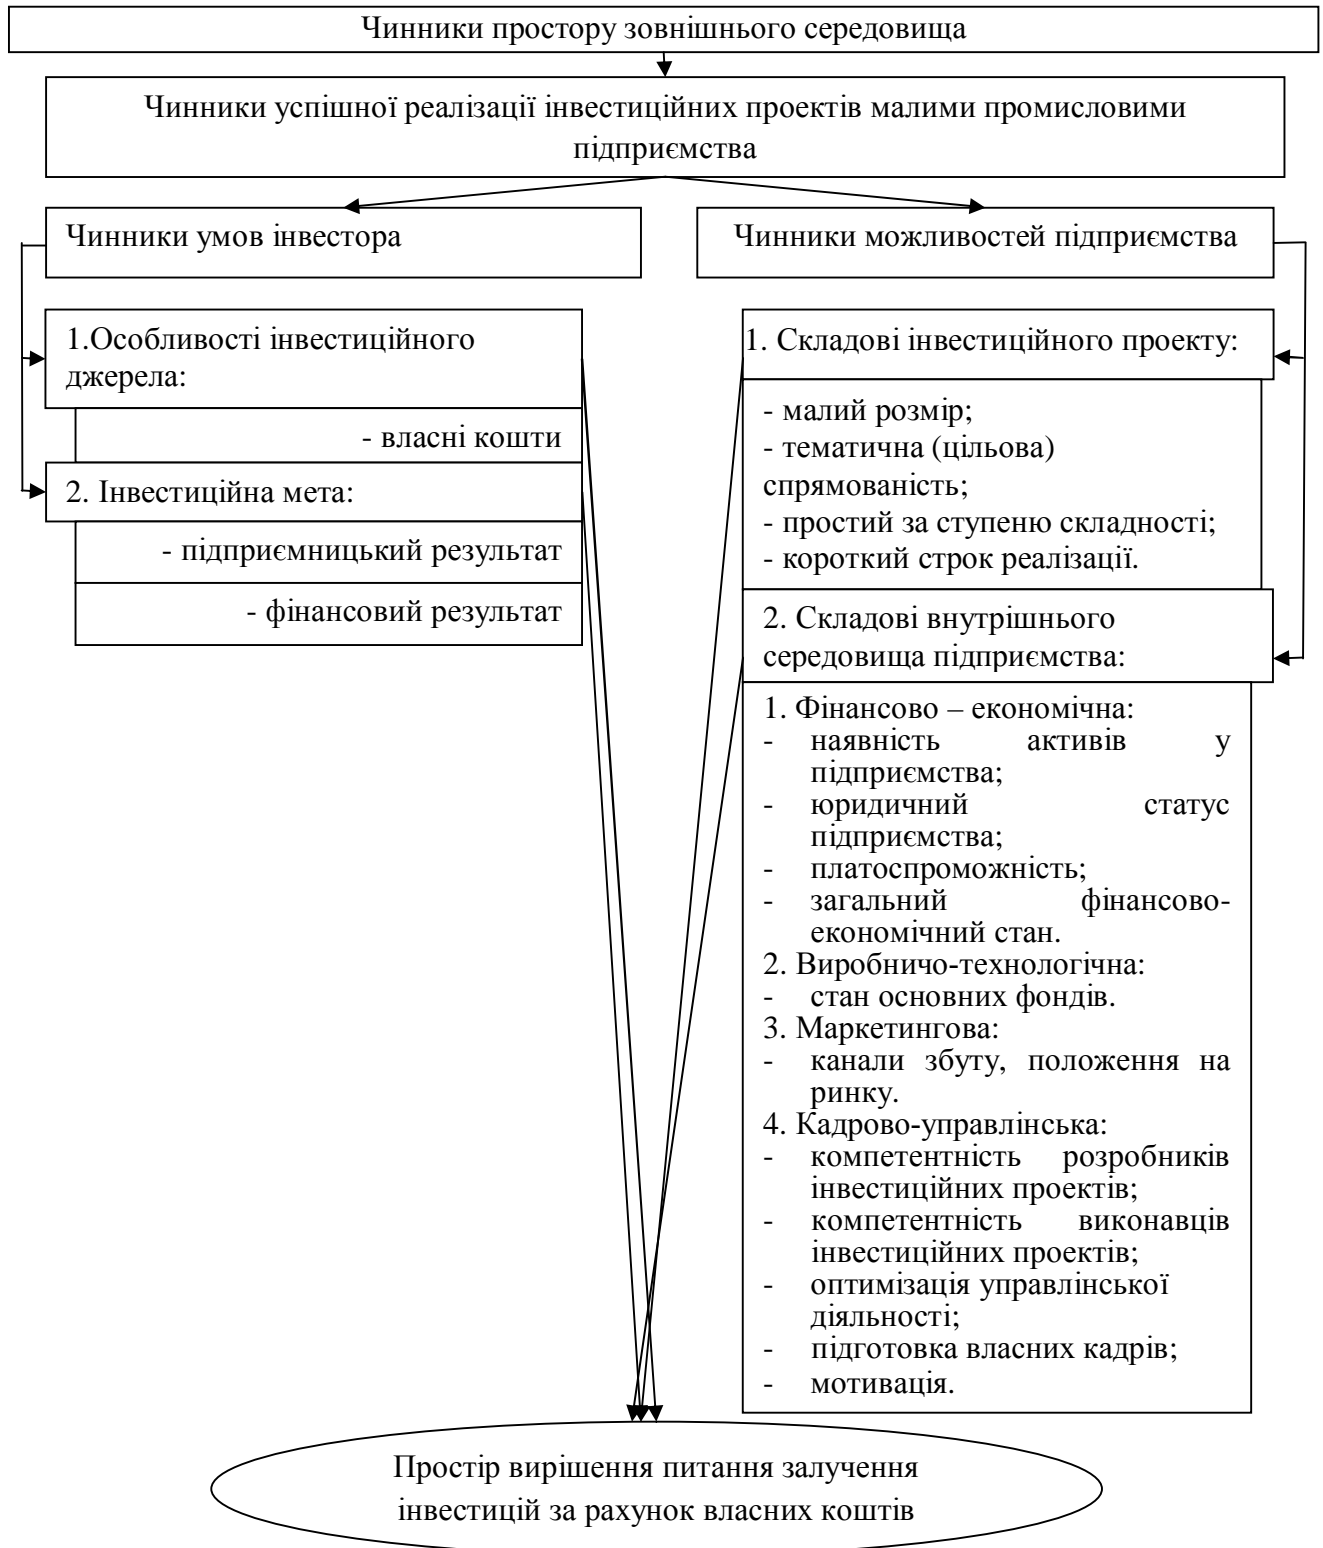 Чинники простору зовнішнього середовища
Чинники успішної реалізації інвестиційних проектів малими промисловими
підприємства
Чинники умов інвестора
Чинники можливостей підприємства
1.Особливості інвестиційного
джерела:
- власні кошти
2. Інвестиційна мета:
- підприємницький результат
- фінансовий результат
1. Складові інвестиційного проекту:
- малий розмір;
- тематична (цільова)
спрямованість;
- простий за ступеню складності;
- короткий строк реалізації.
2. Складові внутрішнього
середовища підприємства:
1. Фінансово – економічна:
- наявність активів у
підприємства;
- юридичний статус
підприємства;
- платоспроможність;
- загальний фінансово-
економічний стан.
2. Виробничо-технологічна:
- стан основних фондів.
3. Маркетингова:
- канали збуту, положення на
ринку.
4. Кадрово-управлінська:
- компетентність розробників
інвестиційних проектів;
- компетентність виконавців
інвестиційних проектів;
- оптимізація управлінської
діяльності;
- підготовка власних кадрів;
- мотивація.
Простір вирішення питання залучення
інвестицій за рахунок власних коштів